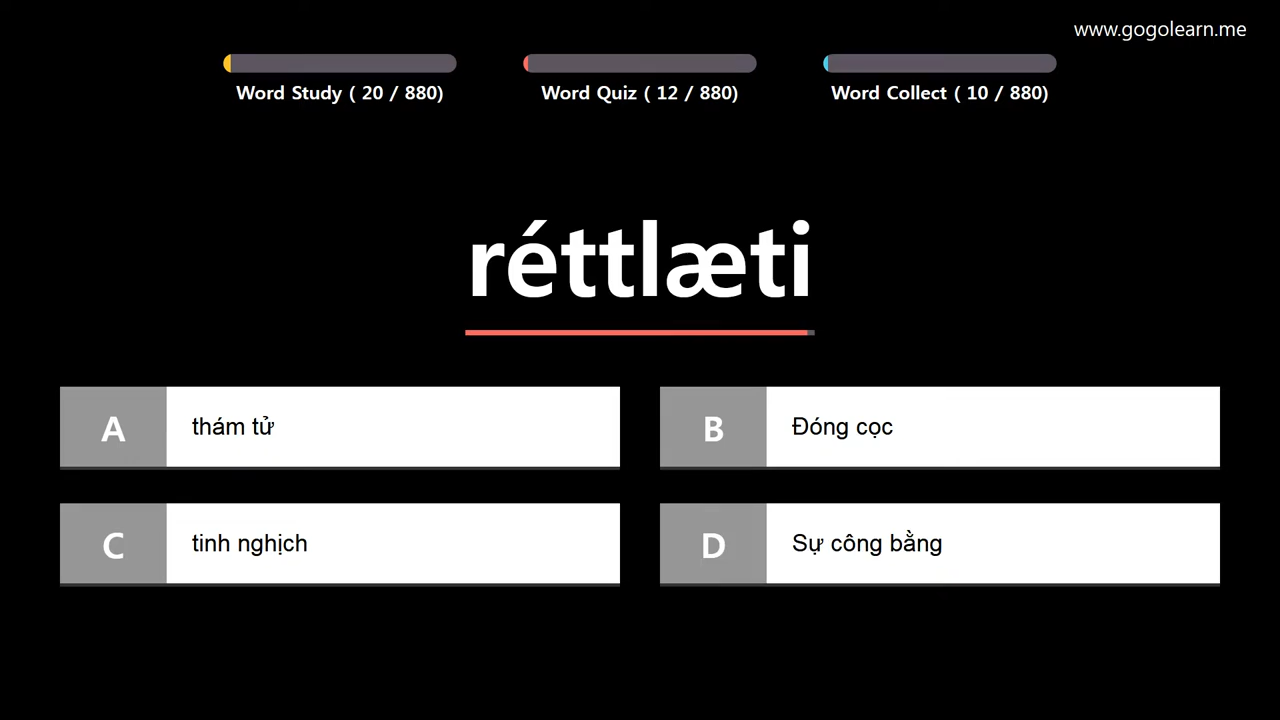 www.gogolearn.me
Word Study ( 20 / 880)
Word Quiz ( 12 / 880)
Word Collect ( 10 / 880)
réttlæti
A
thám tử
B
Đóng cọc
C
tinh nghịch
D
Sự công bằng